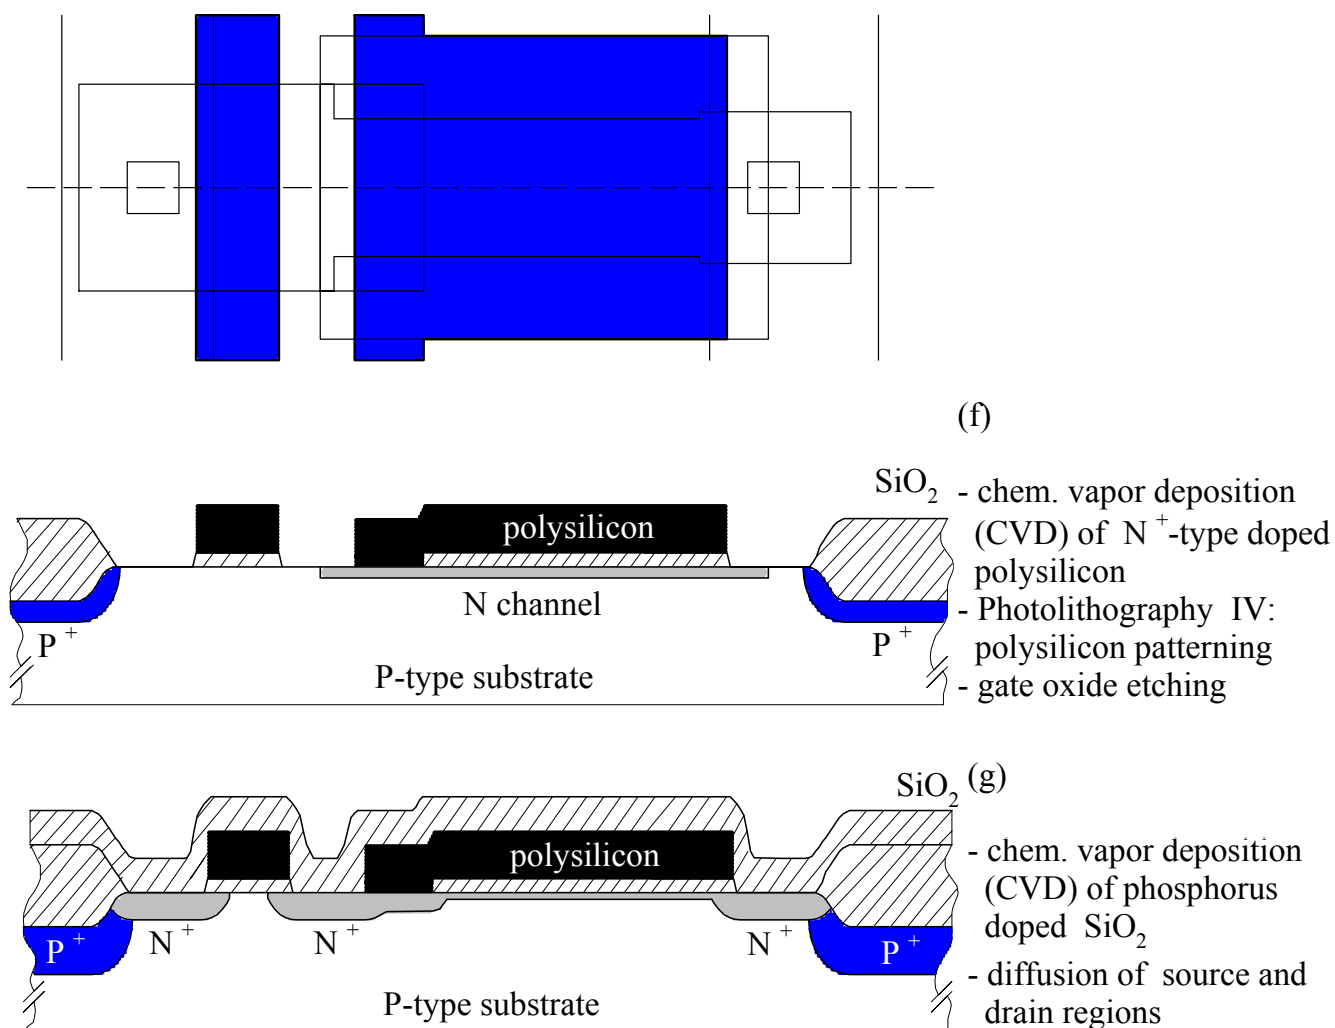 (f)
SiO2 - chem. vapor deposition
(CVD) of N +-type doped
polysilicon
- Photolithography IV:
polysilicon patterning
- gate oxide etching
polysilicon
N channel
P +
P +
P-type substrate
SiO2 (g)
- chem. vapor deposition
(CVD) of phosphorus
doped SiO2
- diffusion of source and
drain regions
polysilicon
P +
N +
N +
N +
P +
P-type substrate